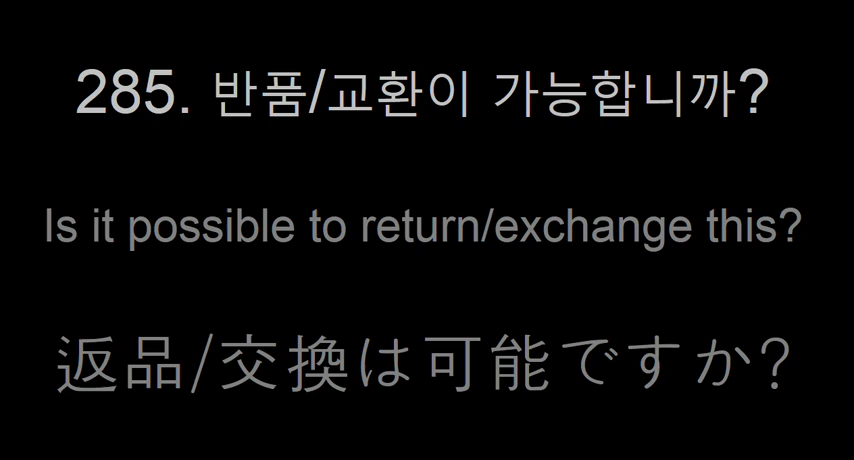 285. 반품/교환이 가능합니까?
Is it possible to return/exchange this?
返品/交換は可能ですか?